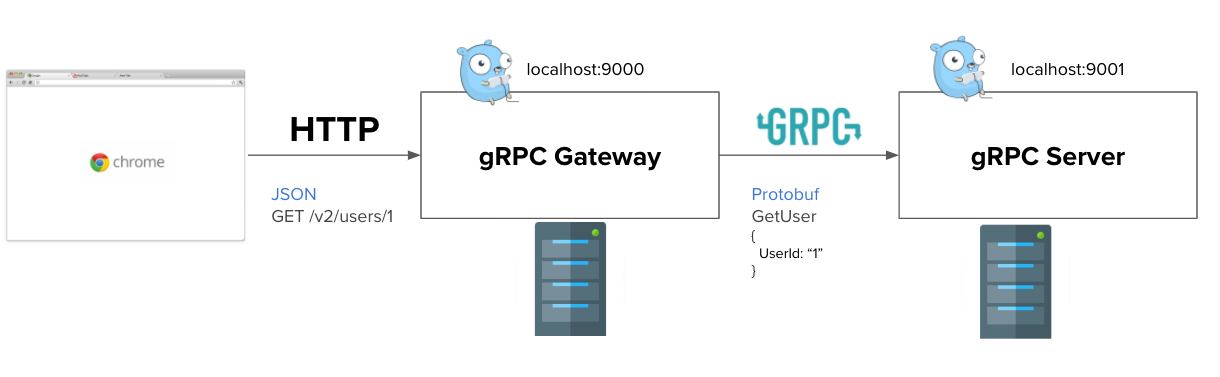 chrome
HTTP
JSON
GET /v2/users/1
localhost:9000
gRPC Gateway
GRPC
Protobuf
GetUser
{
UserId: “1”
}
localhost:9001
gRPC Server